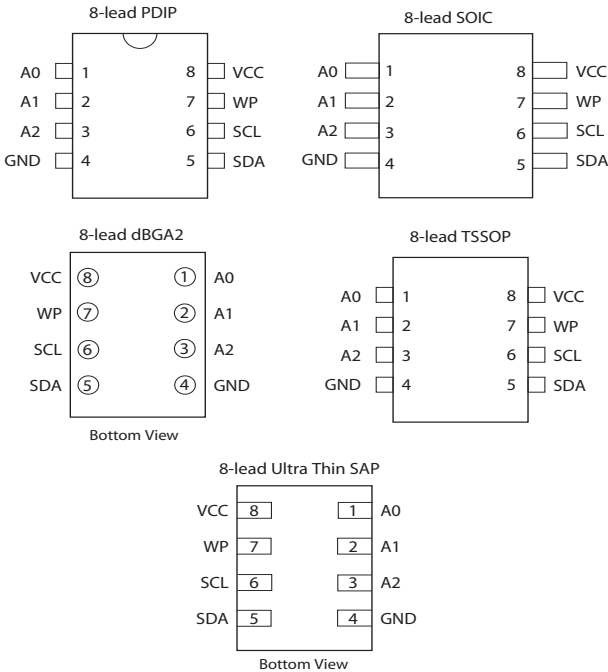 8-lead PDIP
A0 1 8 VCC
A1 2 7 WP
A2 3 6 SCL
GND 4 5 SDA
8-lead SOIC
A0 1 8 VCC
A1 2 7 WP
A2 3 6 SCL
GND 4 5 SDA
8-lead dBGA2
VCC 8 1 A0
WP 7 2 A1
SCL 6 3 A2
SDA 5 4 GND
Bottom View
8-lead TSSOP
A0 1 8 VCC
A1 2 7 WP
A2 3 6 SCL
GND 4 5 SDA
8-lead Ultra Thin SAP
VCC 8 1 A0
WP 7 2 A1
SCL 6 3 A2
SDA 5 4 GND
Bottom View